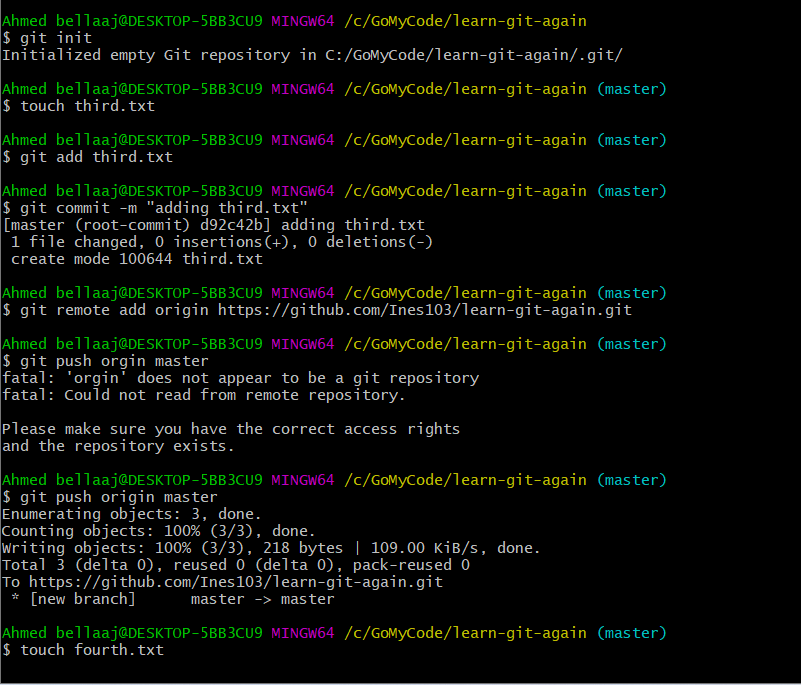 Ahmed bellaaj@DESKTOP-5BB3CU9 MINGW64 /c/GoMyCode/learn-git-again
$ git init
Initialized empty Git repository in C:/GoMyCode/learn-git-again/.git/
Ahmed bellaaj@DESKTOP-5BB3CU9 MINGW64 /c/GoMyCode/learn-git-again (master)
$ touch third.txt
Ahmed bellaaj@DESKTOP-5BB3CU9 MINGW64 /c/GoMyCode/learn-git-again (master)
$ git add third.txt
Ahmed bellaaj@DESKTOP-5BB3CU9 MINGW64 /c/GoMyCode/learn-git-again (master)
$ git commit -m "adding third.txt"
[master (root-commit) d92c42b] adding third.txt
1 file changed, 0 insertions(+), 0 deletions(-)
create mode 100644 third.txt
Ahmed bellaaj@DESKTOP-5BB3CU9 MINGW64 /c/GoMyCode/learn-git-again (master)
$ git remote add origin https://github.com/Ines103/learn-git-again.git
Ahmed bellaaj@DESKTOP-5BB3CU9 MINGW64 /c/GoMyCode/learn-git-again (master)
$ git push orgin master
fatal: 'orgin' does not appear to be a git repository
fatal: Could not read from remote repository.
Please make sure you have the correct access rights
and the repository exists.
Ahmed bellaaj@DESKTOP-5BB3CU9 MINGW64 /c/GoMyCode/learn-git-again (master)
$ git push origin master
Enumerating objects: 3, done.
Counting objects: 100% (3/3), done.
Writing objects: 100% (3/3), 218 bytes | 109.00 KiB/s, done.
Total 3 (delta 0), reused 0 (delta 0), pack-reused 0
To https://github.com/Ines103/learn-git-again.git
* [new branch]      master -> master
Ahmed bellaaj@DESKTOP-5BB3CU9 MINGW64 /c/GoMyCode/learn-git-again (master)
$ touch fourth.txt